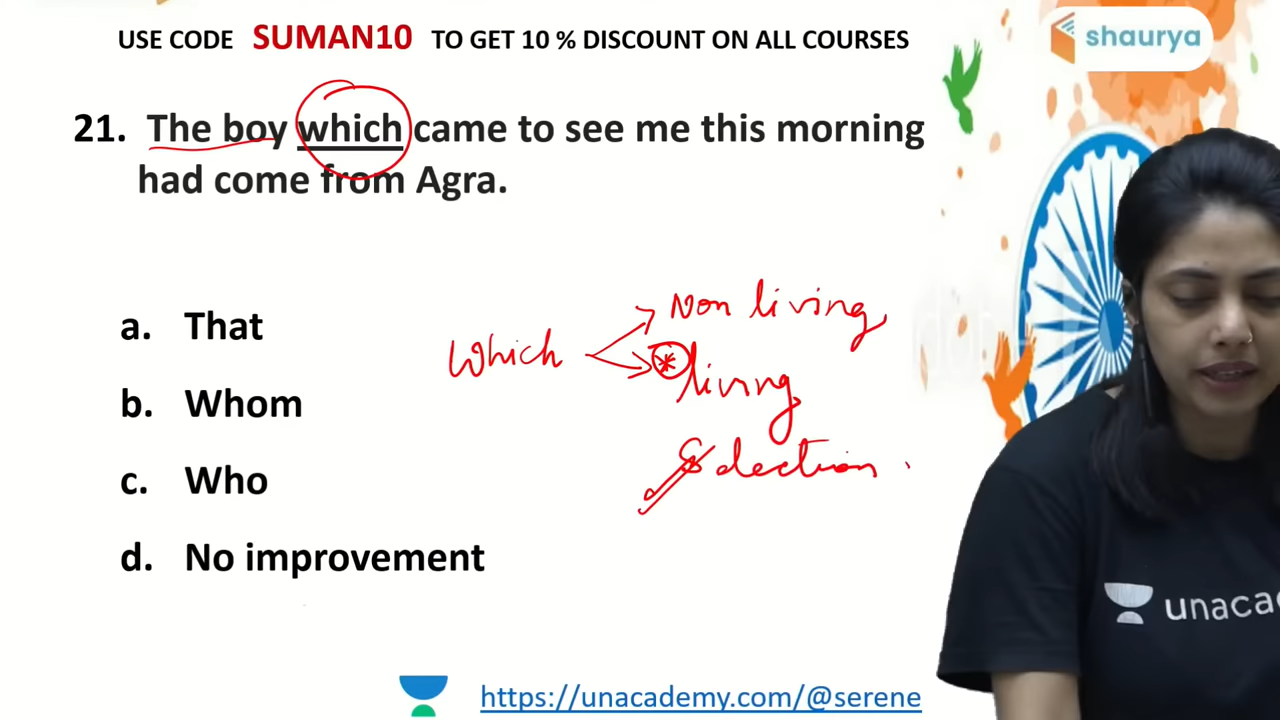 USE CODE SUMAN10 TO GET 10 % DISCOUNT ON ALL COURSES
shaurya
21. The boy which came to see me this morning
had come from Agra.
a. That
b. Whom
c. Who
d. No improvement
Which
Non living
living
unaca
https://unacademy.com/@serene